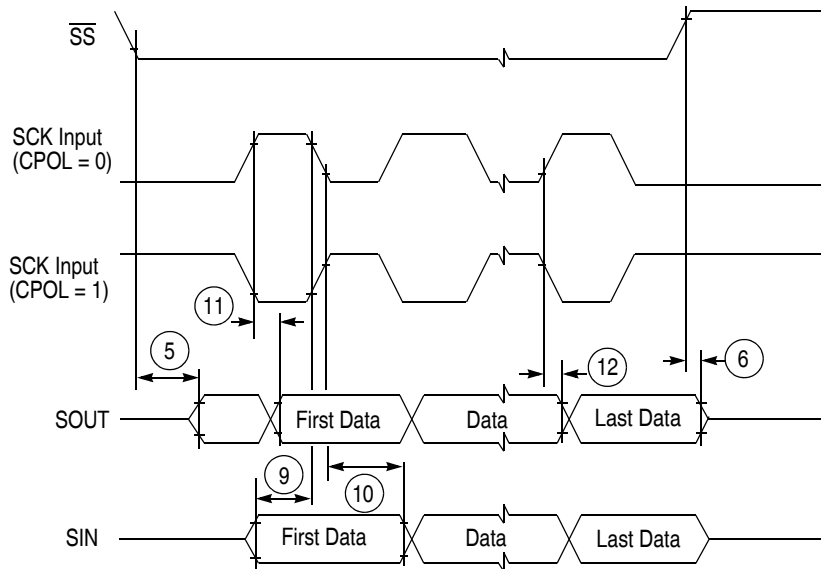 SS
SCK Input
(CPOL = 0)
SCK Input
(CPOL = 1)
11
5
12
6
SOUT
First Data
Data
Last Data
9
10
SIN
First Data
Data
Last Data